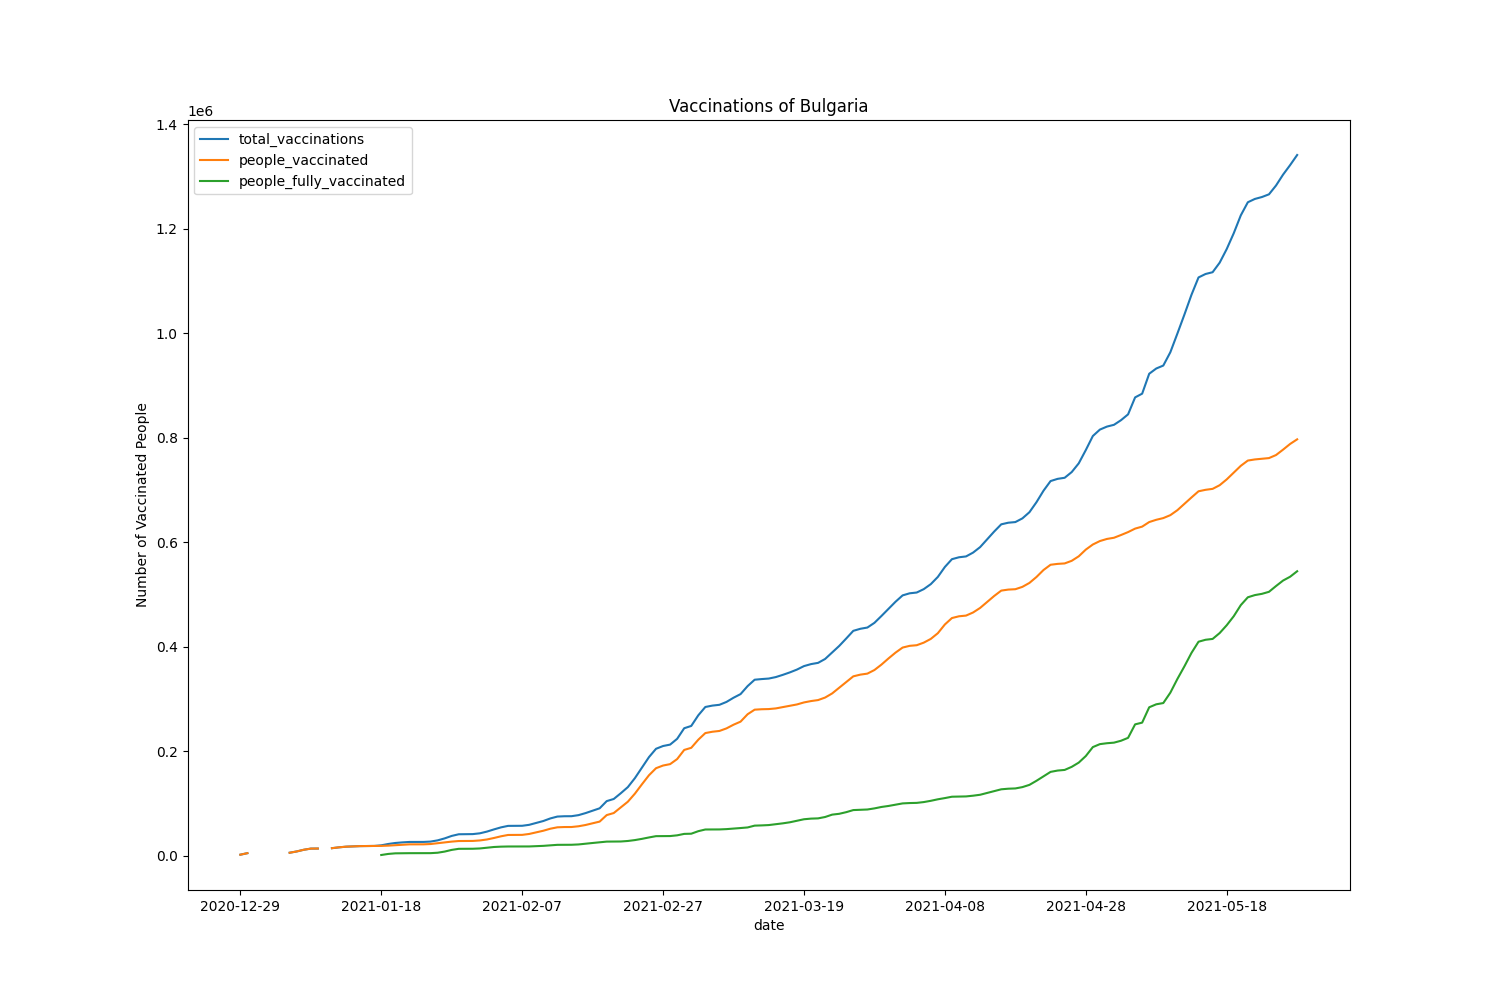 Vaccinations of Bulgaria
1e6
1.4
1.2
1.0
0.8
0.6
0.4
0.2
0.0
Number of Vaccinated People
total_vaccinations
people_vaccinated
people_fully_vaccinated
2020-12-29 2021-01-18 2021-02-07 2021-02-27 2021-03-19 2021-04-08 2021-04-28 2021-05-18
date